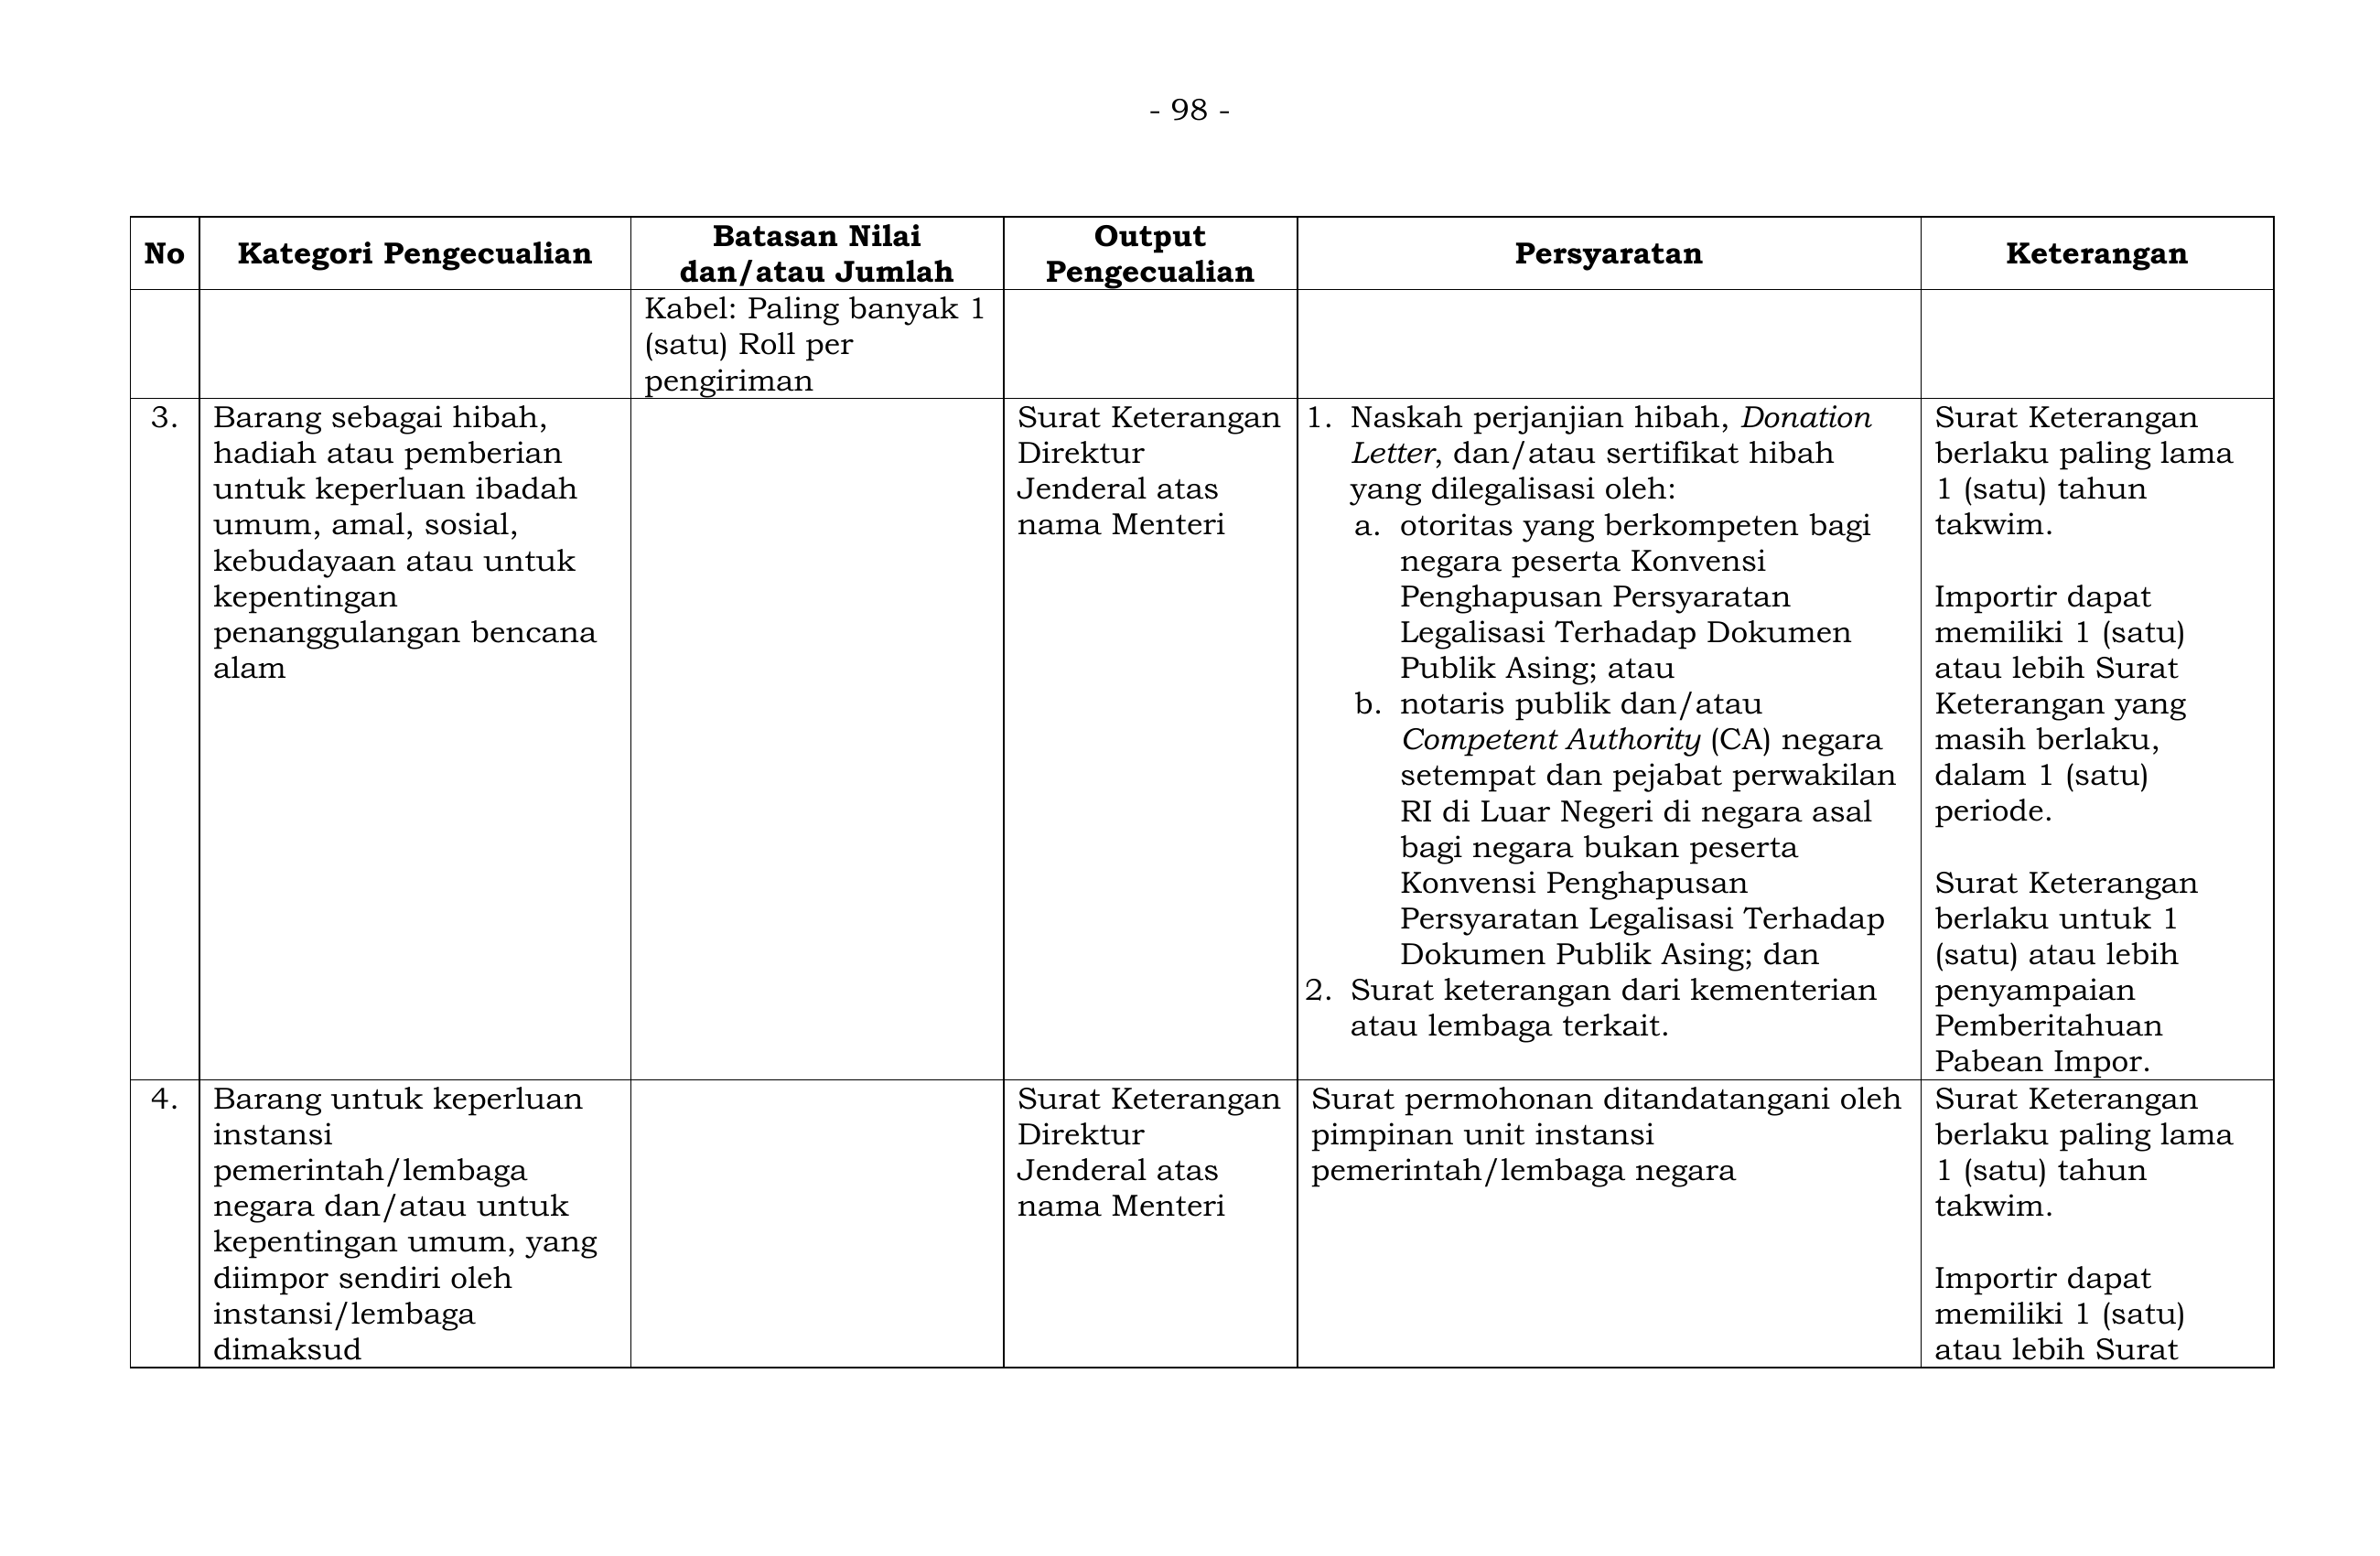 - 98 -
No
Kategori Pengecualian
Batasan Nilai
dan/atau Jumlah
Output
Pengecualian
Persyaratan
Keterangan
Kabel: Paling banyak 1
(satu) Roll per
pengiriman
3.
Barang sebagai hibah,
hadiah atau pemberian
untuk keperluan ibadah
umum, amal, sosial,
kebudayaan atau untuk
kepentingan
penanggulangan bencana
alam
Surat Keterangan
Direktur
Jenderal atas
nama Menteri
1. Naskah perjanjian hibah, Donation
Letter, dan/atau sertifikat hibah
yang dilegalisasi oleh:
a. otoritas yang berkompeten bagi
negara peserta Konvensi
Penghapusan Persyaratan
Legalisasi Terhadap Dokumen
Publik Asing; atau
b. notaris publik dan/atau
Competent Authority (CA) negara
setempat dan pejabat perwakilan
RI di Luar Negeri di negara asal
bagi negara bukan peserta
Konvensi Penghapusan
Persyaratan Legalisasi Terhadap
Dokumen Publik Asing; dan
2. Surat keterangan dari kementerian
atau lembaga terkait.
Surat Keterangan
berlaku paling lama
1 (satu) tahun
takwim.
Importir dapat
memiliki 1 (satu)
atau lebih Surat
Keterangan yang
masih berlaku,
dalam 1 (satu)
periode.
Surat Keterangan
berlaku untuk 1
(satu) atau lebih
penyampaian
Pemberitahuan
Pabean Impor.
4.
Barang untuk keperluan
instansi
pemerintah/lembaga
negara dan/atau untuk
kepentingan umum, yang
diimpor sendiri oleh
instansi/lembaga
dimaksud
Surat Keterangan
Direktur
Jenderal atas
nama Menteri
Surat permohonan ditandatangani oleh
pimpinan unit instansi
pemerintah/lembaga negara
Surat Keterangan
berlaku paling lama
1 (satu) tahun
takwim.
Importir dapat
memiliki 1 (satu)
atau lebih Surat